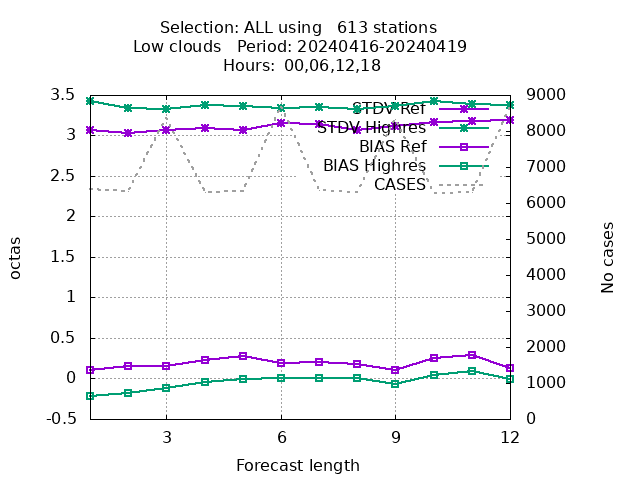 Selection: ALL using   613 stations
Low clouds   Period: 20240416-20240419
Hours:  00,06,12,18
3.5
3
2.5
2
1.5
1
0.5
0
-0.5
9000
8000
7000
6000
5000
4000
3000
2000
1000
0
STDV Ref
STDV Highres
BIAS Ref
BIAS Highres
CASES
octas
No cases
3
6
9
12
Forecast length